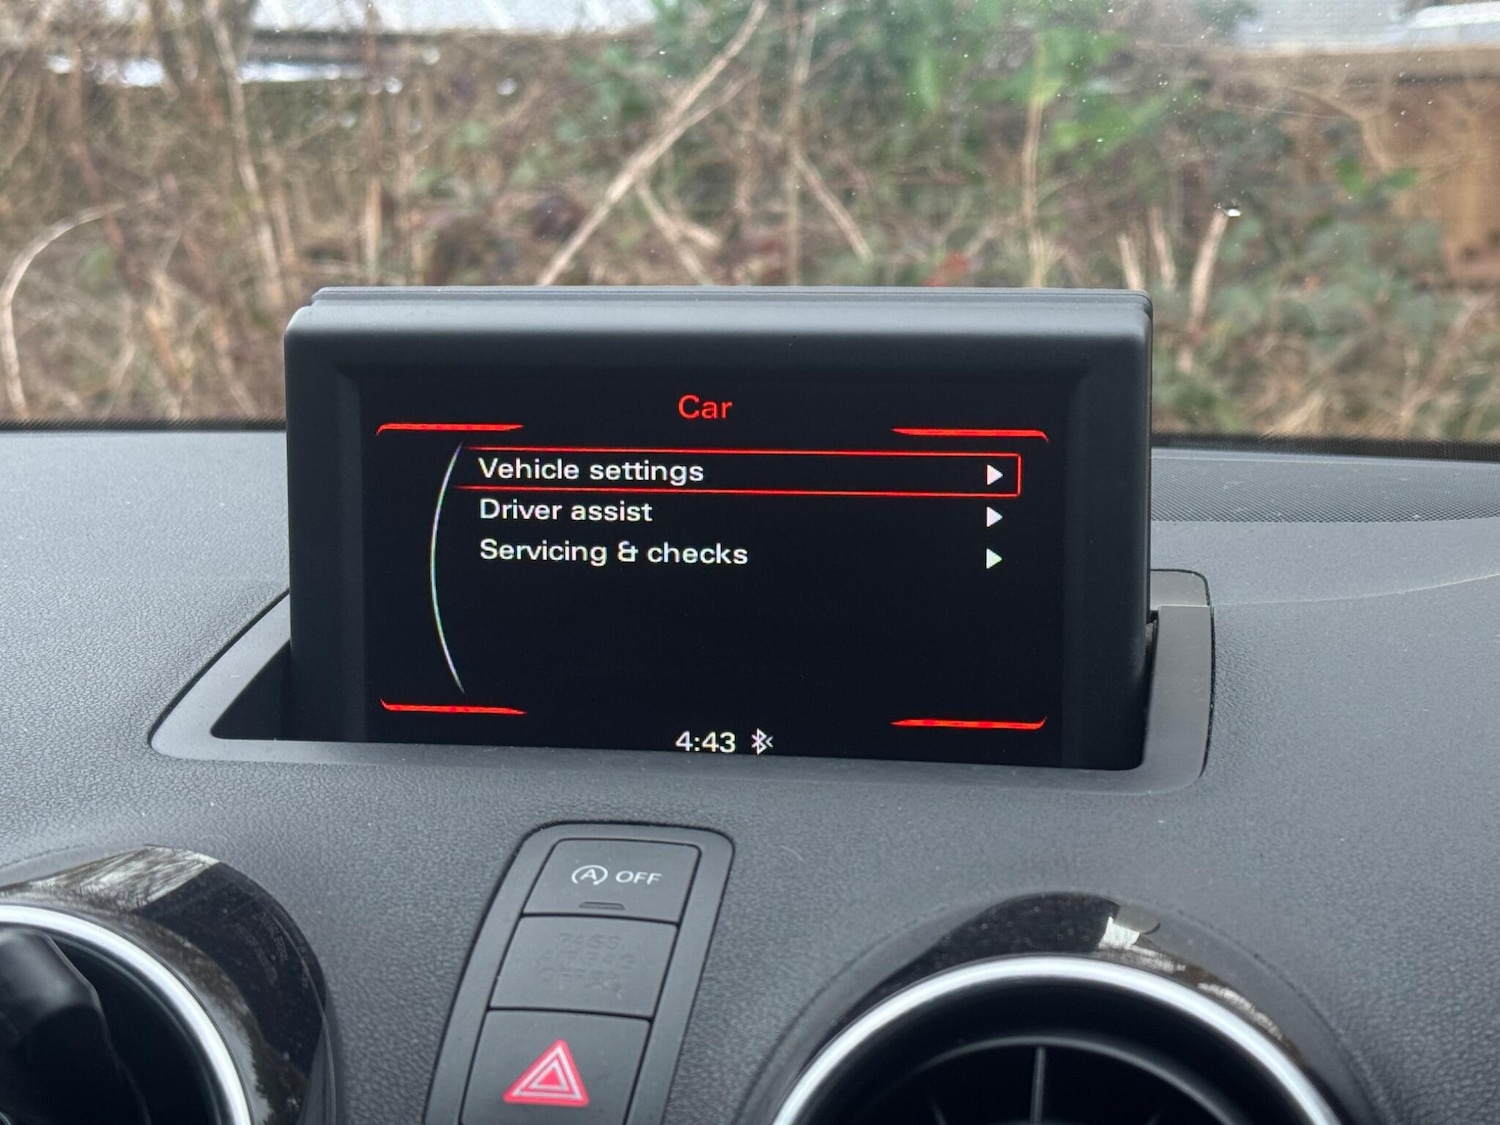 Car
Vehicle settings
Driver assist
Servicing & checks
4:43
OFF